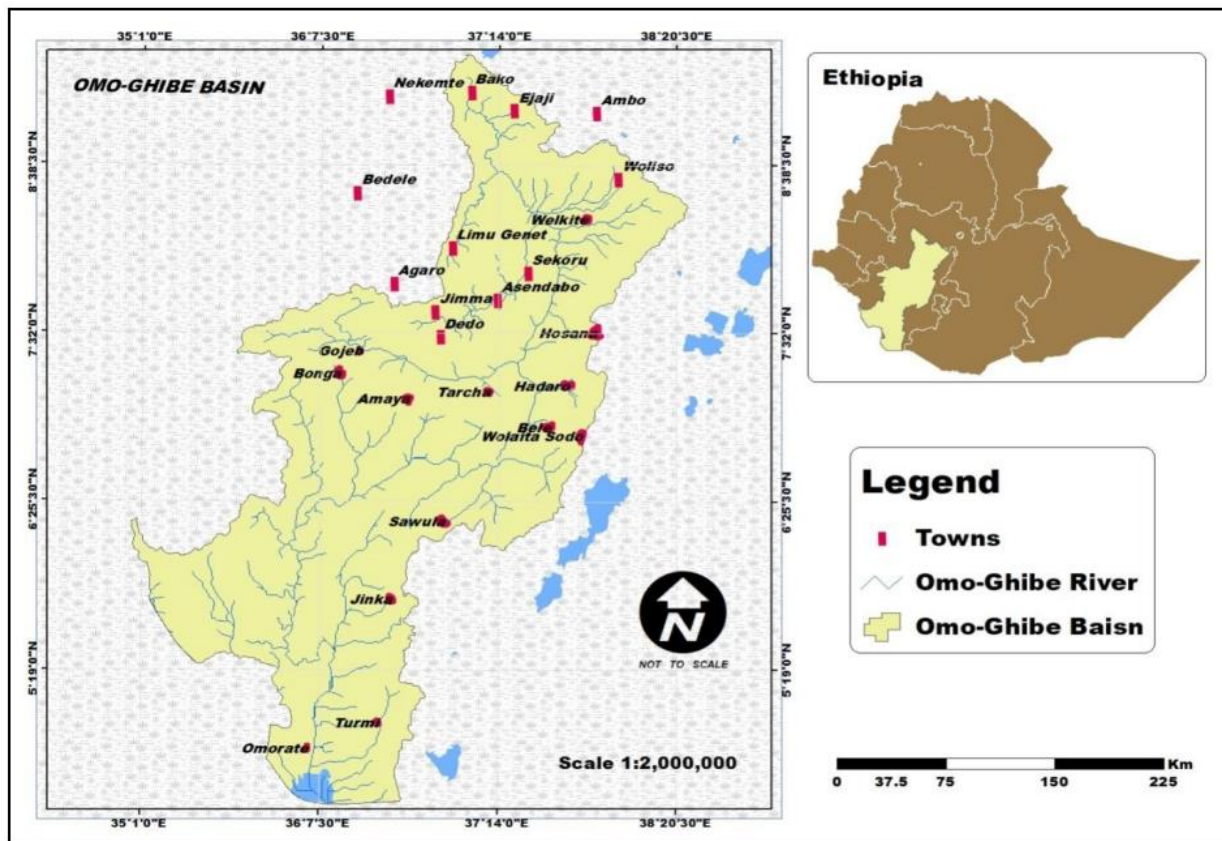 35°1'0"E 36°7'30"E 37°14'0"E 38°20'30"E
OMO-GHIBE BASIN
Nekemte
Bako
Ejaji
Ambo
8°38'30"N
8°38'30"N
Woliso
Bedele
Welkite
Limu Genet
Sekoru
Agaro
Asendabo
Jimma
Dedo
7°32'0"N
7°32'0"N
Hosana
Gojeb
Bonga
Amaya
Tarcha
Hadaro
Bele
Wolaita Sodo
6°25'30"N
6°25'30"N
Sawula
Jinka
N
NOT TO SCALE
5°19'0"N
5°19'0"N
Turmi
Omorate
Scale 1:2,000,000
35°1'0"E 36°7'30"E 37°14'0"E 38°20'30"E
Ethiopia
Legend
Towns
Omo-Ghibe River
Omo-Ghibe Baisn
Km
0 37.5 75 150 225